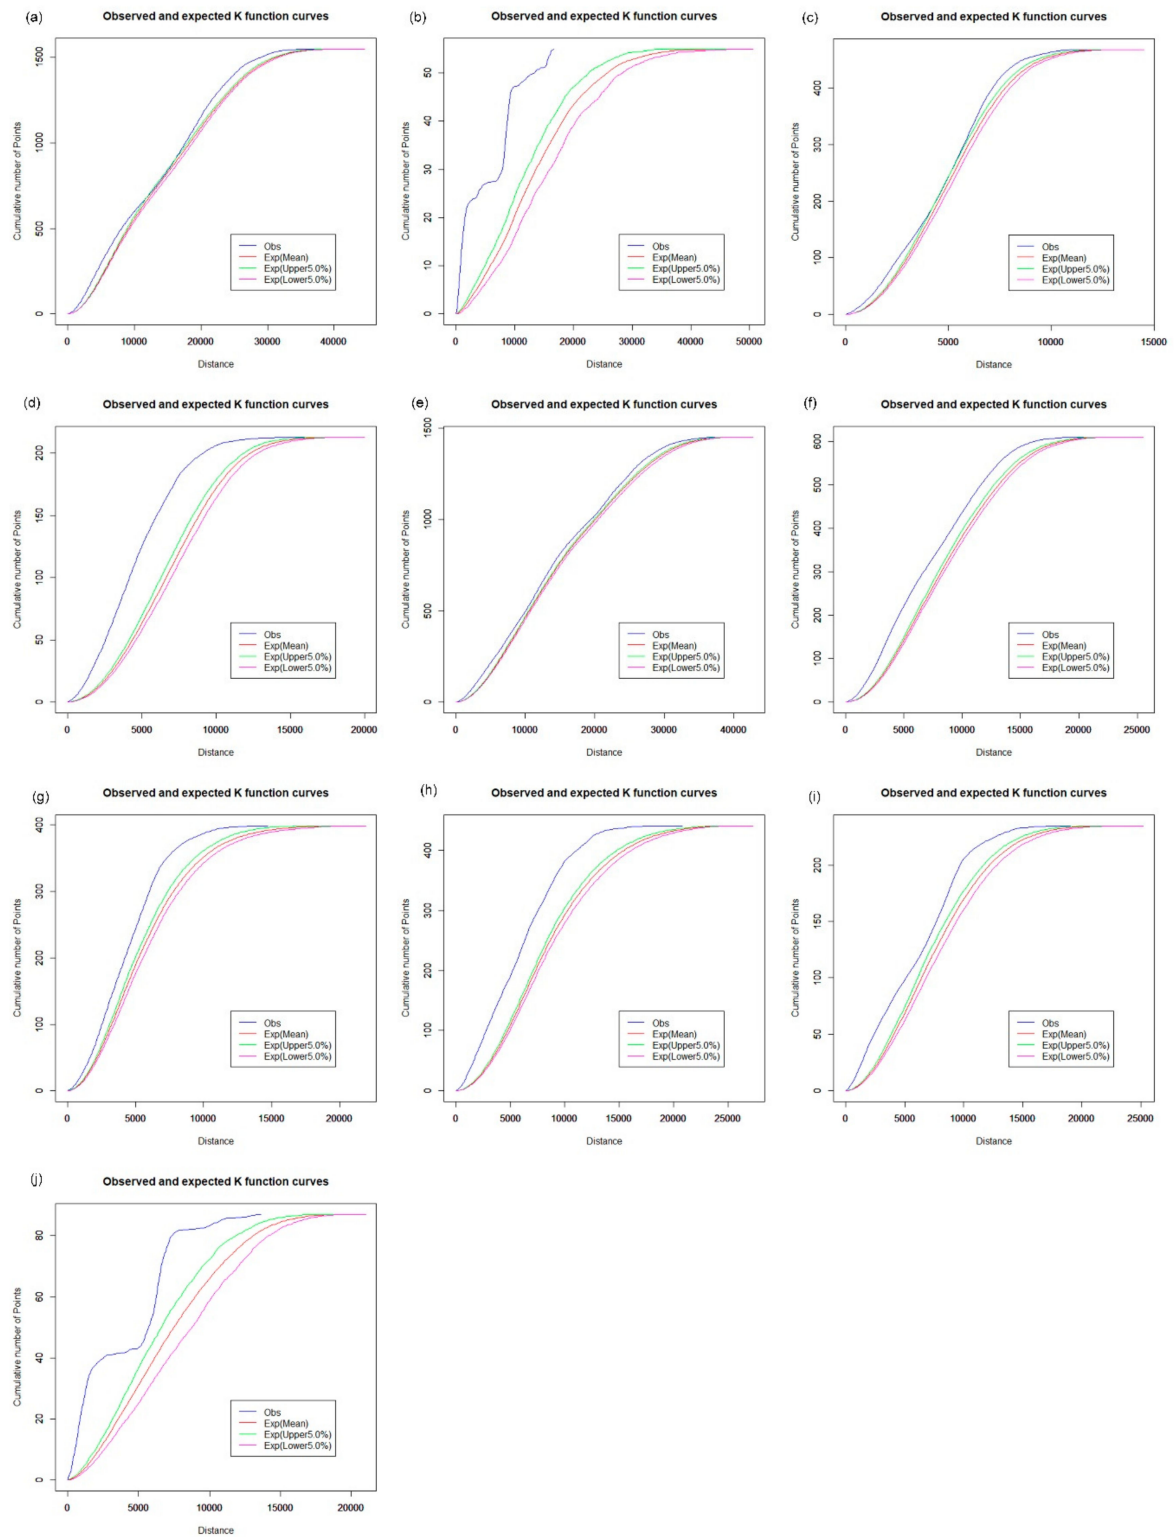 (a)
Observed and expected K function curves
Cumulative number of Points
1500
1000
500
0
Obs
Exp(Mean)
Exp(Upper5.0%)
Exp(Lower5.0%)
0 10000 20000 30000 40000
Distance
(b)
Observed and expected K function curves
Cumulative number of Points
50
40
30
20
10
0
Obs
Exp(Mean)
Exp(Upper5.0%)
Exp(Lower5.0%)
0 10000 20000 30000 40000 50000
Distance
(c)
Observed and expected K function curves
Cumulative number of Points
400
300
200
100
0
Obs
Exp(Mean)
Exp(Upper5.0%)
Exp(Lower5.0%)
0 5000 10000 15000
Distance
(d)
Observed and expected K function curves
Cumulative number of Points
200
150
100
50
0
Obs
Exp(Mean)
Exp(Upper5.0%)
Exp(Lower5.0%)
0 5000 10000 15000 20000
Distance
(e)
Observed and expected K function curves
Cumulative number of Points
1500
1000
500
0
Obs
Exp(Mean)
Exp(Upper5.0%)
Exp(Lower5.0%)
0 10000 20000 30000 40000
Distance
(f)
Observed and expected K function curves
Cumulative number of Points
600
500
400
300
200
100
0
Obs
Exp(Mean)
Exp(Upper5.0%)
Exp(Lower5.0%)
0 5000 10000 15000 20000 25000
Distance
(g)
Observed and expected K function curves
Cumulative number of Points
400
300
200
100
0
Obs
Exp(Mean)
Exp(Upper5.0%)
Exp(Lower5.0%)
0 5000 10000 15000 20000
Distance
(h)
Observed and expected K function curves
Cumulative number of Points
400
300
200
100
0
Obs
Exp(Mean)
Exp(Upper5.0%)
Exp(Lower5.0%)
0 5000 10000 15000 20000 25000
Distance
(i)
Observed and expected K function curves
Cumulative number of Points
200
150
100
50
0
Obs
Exp(Mean)
Exp(Upper5.0%)
Exp(Lower5.0%)
0 5000 10000 15000 20000 25000
Distance
(j)
Observed and expected K function curves
Cumulative number of Points
80
60
40
20
0
Obs
Exp(Mean)
Exp(Upper5.0%)
Exp(Lower5.0%)
0 5000 10000 15000 20000
Distance